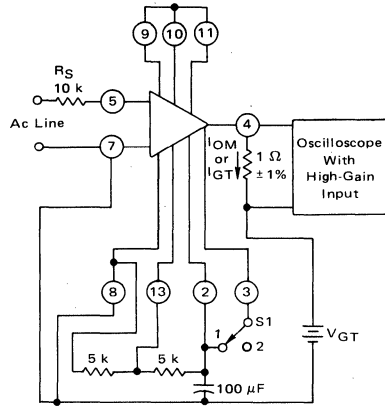 9 10 11
R_S
10 k
5
Ac Line
7
4
I_OM
or
I_GT
1 Ω
± 1%
Oscilloscope
With
High-Gain
Input
8 13 2 3
S1
1
2
5 k 5 k
V_GT
100 μF